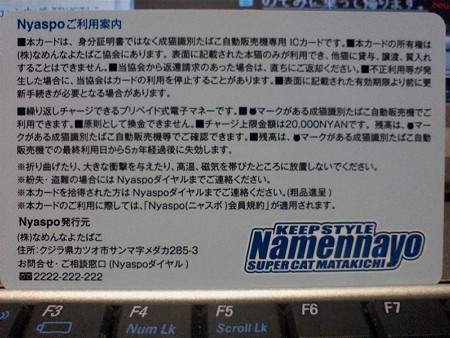 Nyaspoご利用案内
■本カードは、身分証明書ではなく成猫識別たばこ自動販売機専用 ICカードです。■本カードの所有権は
(株)なめんなよたばこ協会にあります。表面に記載された本猫のみが利用でき、他猫に貸与、譲渡、質入れ
することはできません。■当協会から返還請求のあった場合は、直ちにご返却ください。■不正利用等が発
生した場合に、当協会はカードの利用を停止することがあります。■表面に記載された有効期限より前に更
新手続きが必要となる場合があります。
■繰り返しチャージできるプリペイド式電子マネーです。■マークがある成猫識別たばこ自動販売機でご
利用できます。■原則として換金できません。■チャージ上限金額は20,000NYANです。残高は、マー
クがある成猫識別たばこ自動販売機等でご確認できます。■残高は、マークがある成猫識別たばこ自動
販売機での最終利用日から5ヵ年経過後に失効します。
※折り曲げたり、大きな衝撃を与えたり、高温、磁気を帯びたところに放置しないでください。
※紛失・盗難の場合には Nyaspoダイヤルまでご連絡ください。
※本カードを拾得された方は Nyaspoダイヤルまでご連絡ください。(粗品進呈)
※本カードのご利用に際しては、「Nyaspo(ニャスポ)会員規約」が適用されます。
Nyaspo発行元
(株)なめんなよたばこ
住所:クジラ県カツオ市サンマ字メダカ285-3
お問合せ・ご相談窓口(Nyaspoダイヤル)
2222-222-222
KEEP STYLE
Namennayo
SUPER CAT MATAKICHI
F3
F4
F5
F6
F7
Num Lk
Scroll Lk